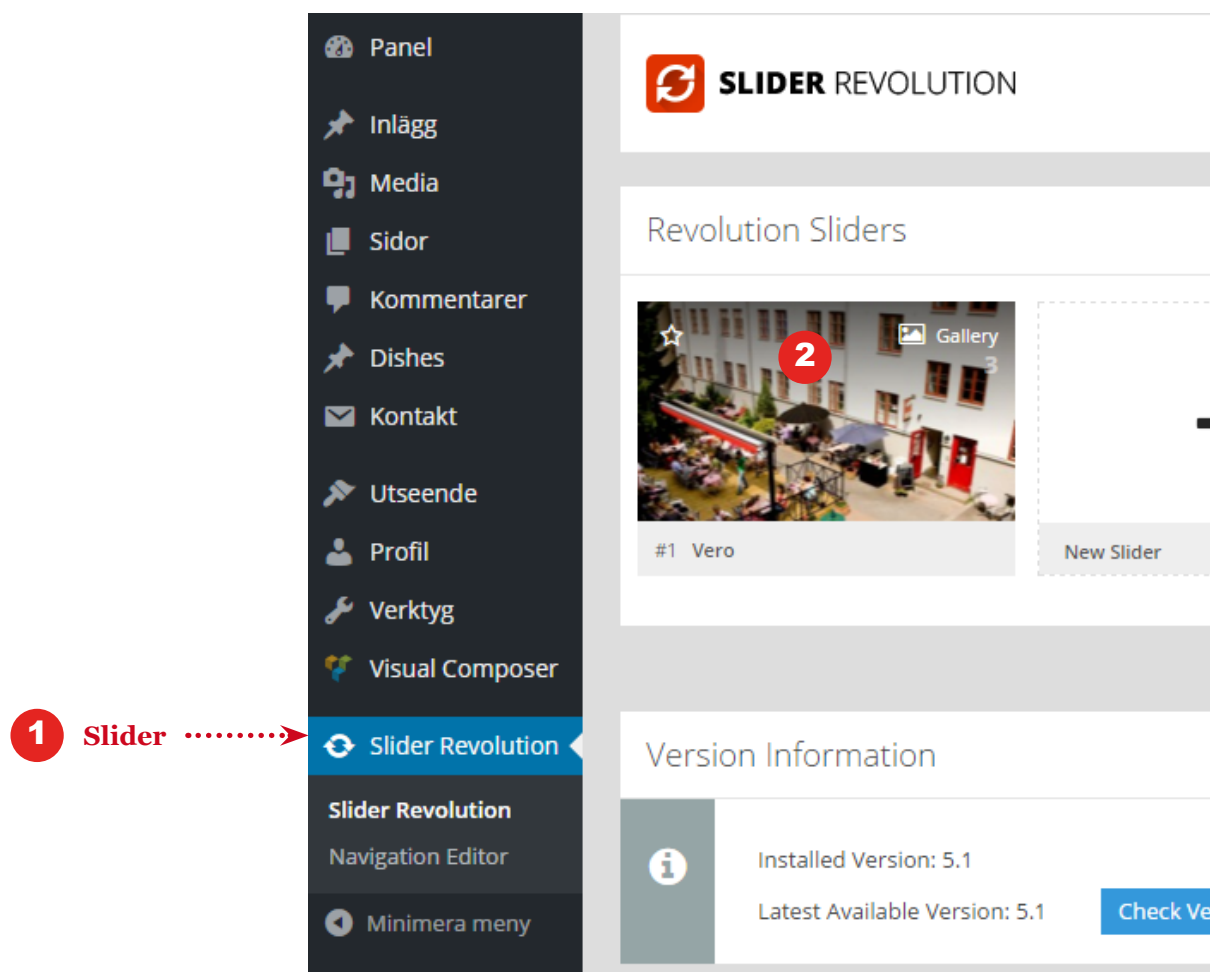 Panel
Inlägg
Media
Sidor
Kommentarer
Dishes
Kontakt
Utseende
Profil
Verktyg
Visual Composer
1 Slider
Slider Revolution
Slider Revolution
Navigation Editor
Minimera meny
SLIDER REVOLUTION
Revolution Sliders
2
Gallery
3
#1 Vero
New Slider
Version Information
Installed Version: 5.1
Latest Available Version: 5.1
Check Ve